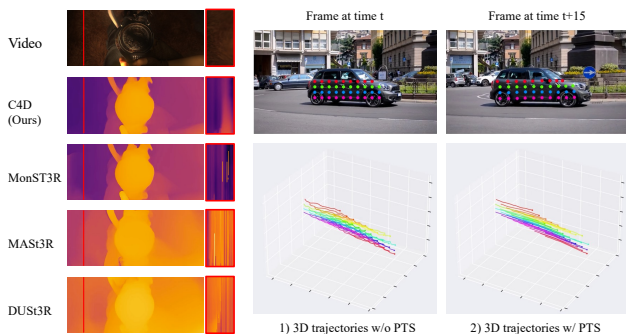 Video
C4D
(Ours)
MonST3R
MASt3R
DUSt3R
Frame at time t
Frame at time t+15
1) 3D trajectories w/o PTS
2) 3D trajectories w/ PTS